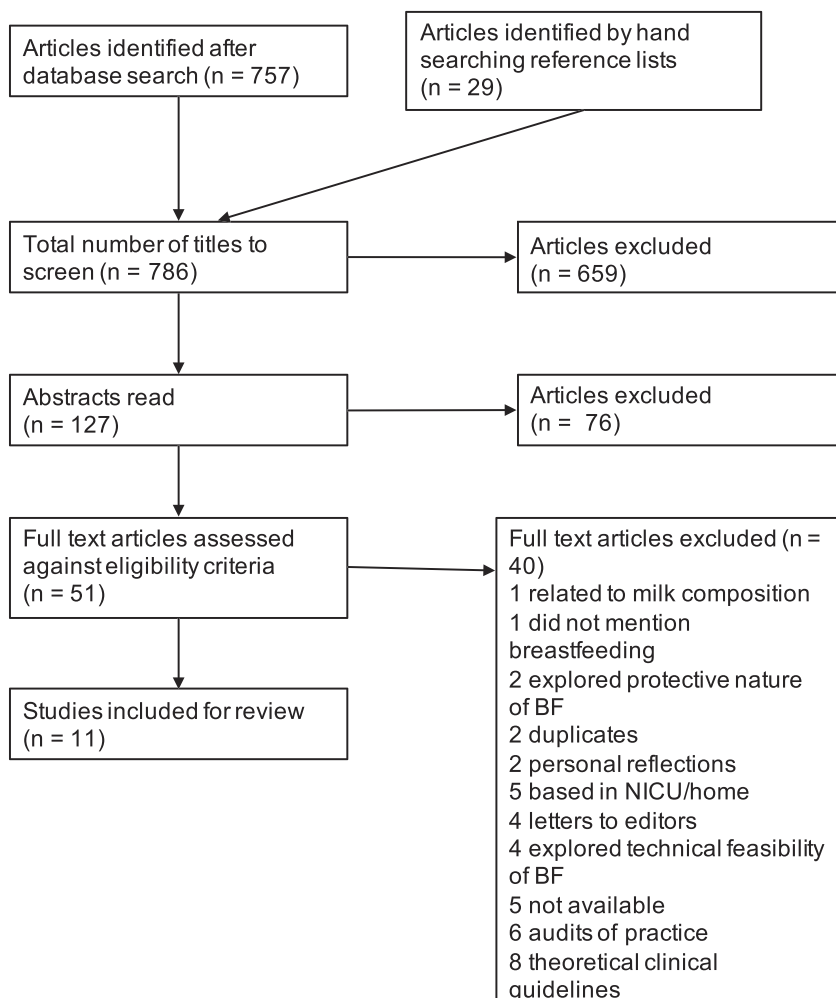 Articles identified after
database search (n = 757)
Articles identified by hand
searching reference lists
(n = 29)
Total number of titles to
screen (n = 786)
Articles excluded
(n = 659)
Abstracts read
(n = 127)
Articles excluded
(n =  76)
Full text articles assessed
against eligibility criteria
(n = 51)
Full text articles excluded (n =
40)
1 related to milk composition
1 did not mention
breastfeeding
2 explored protective nature
of BF
2 duplicates
2 personal reflections
5 based in NICU/home
4 letters to editors
4 explored technical feasibility
of BF
5 not available
6 audits of practice
8 theoretical clinical
guidelines
Studies included for review
(n = 11)